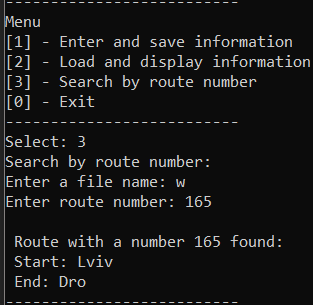 --------------------------
Menu
[1] - Enter and save information
[2] - Load and display information
[3] - Search by route number
[0] - Exit
--------------------------
Select: 3
Search by route number:
Enter a file name: w
Enter route number: 165
Route with a number 165 found:
Start: Lviv
End: Dro
--------------------------